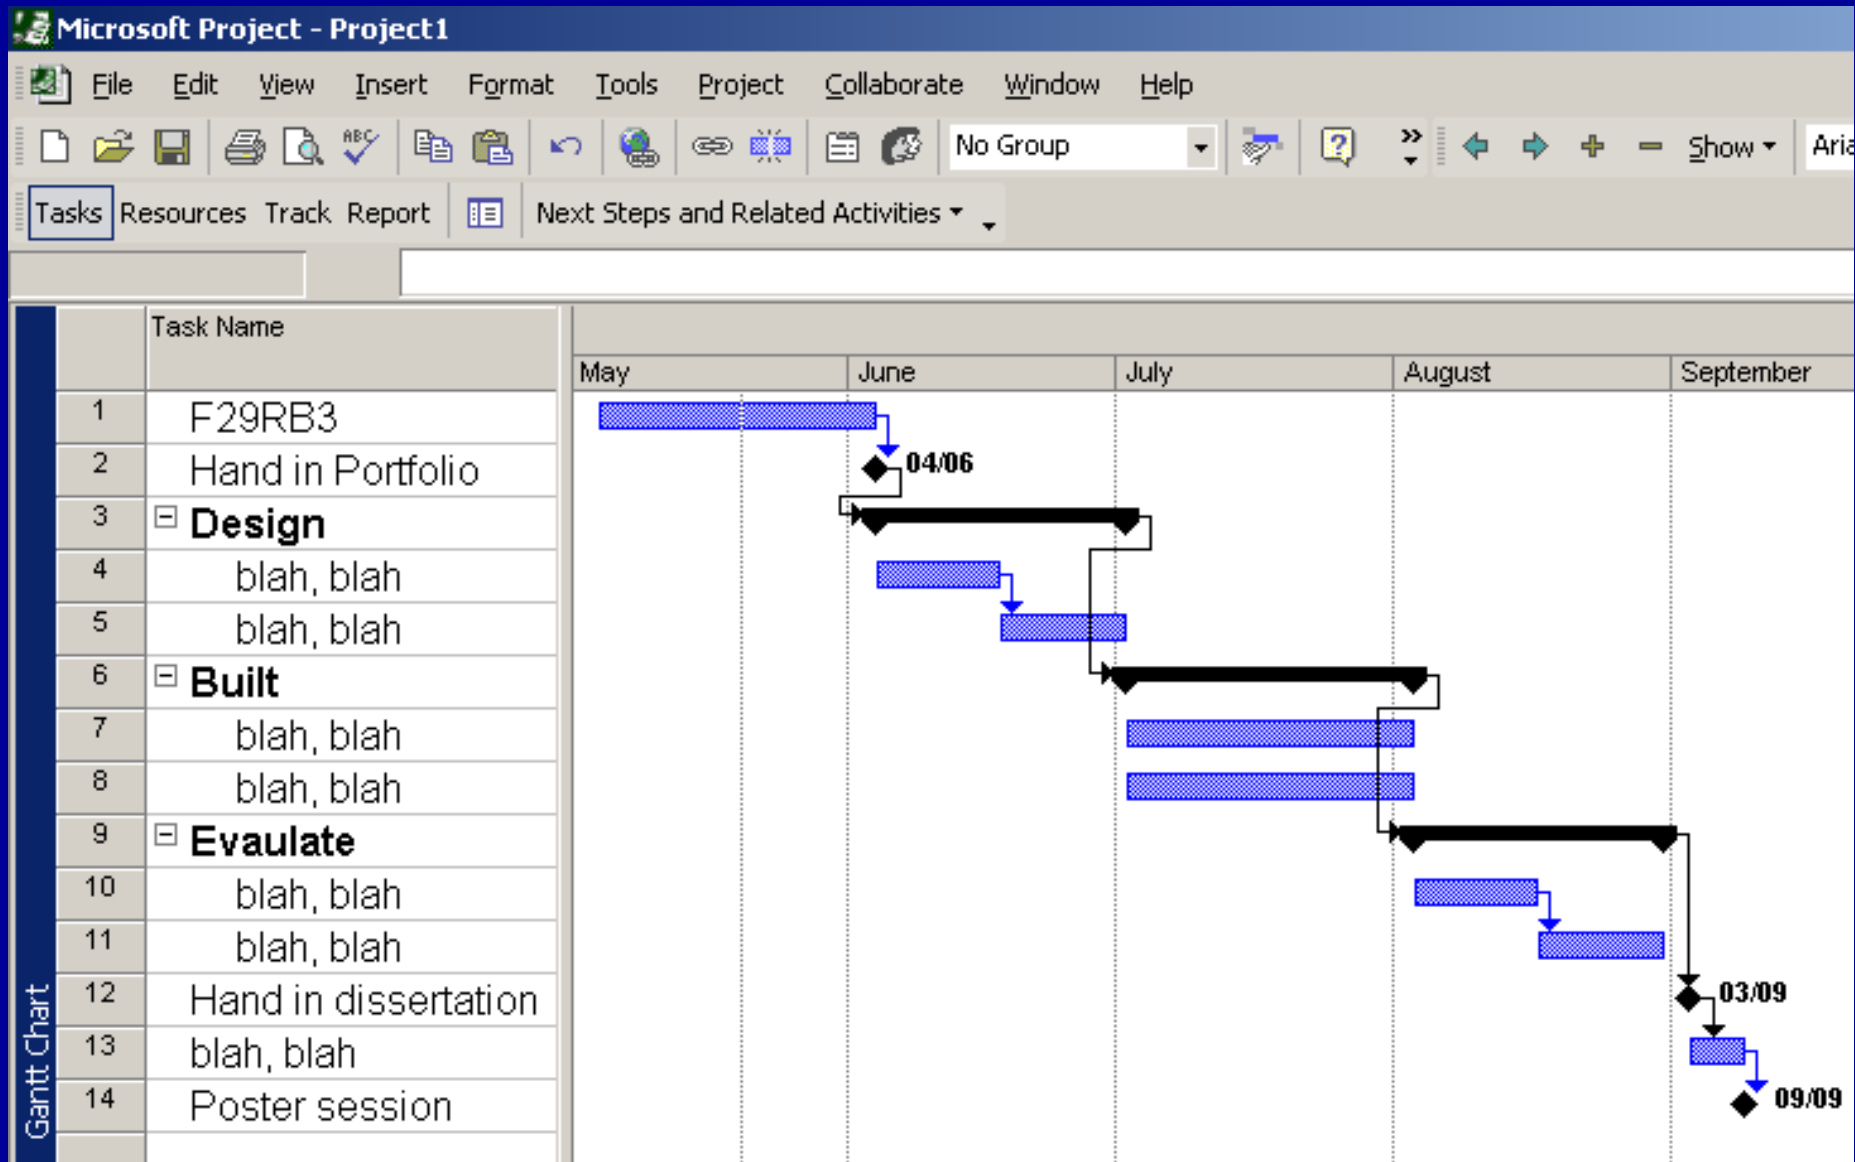 Microsoft Project - Project1
File Edit View Insert Format Tools Project Collaborate Window Help
ABC No Group ? » Show Aria
Tasks Resources Track Report Next Steps and Related Activities
Task Name
May June July August September
1 F29RB3
2 Hand in Portfolio 04/06
3 Design
4 blah, blah
5 blah, blah
6 Built
7 blah, blah
8 blah, blah
9 Evaulate
10 blah, blah
11 blah, blah
12 Hand in dissertation 03/09
13 blah, blah
14 Poster session 09/09
Gantt Chart